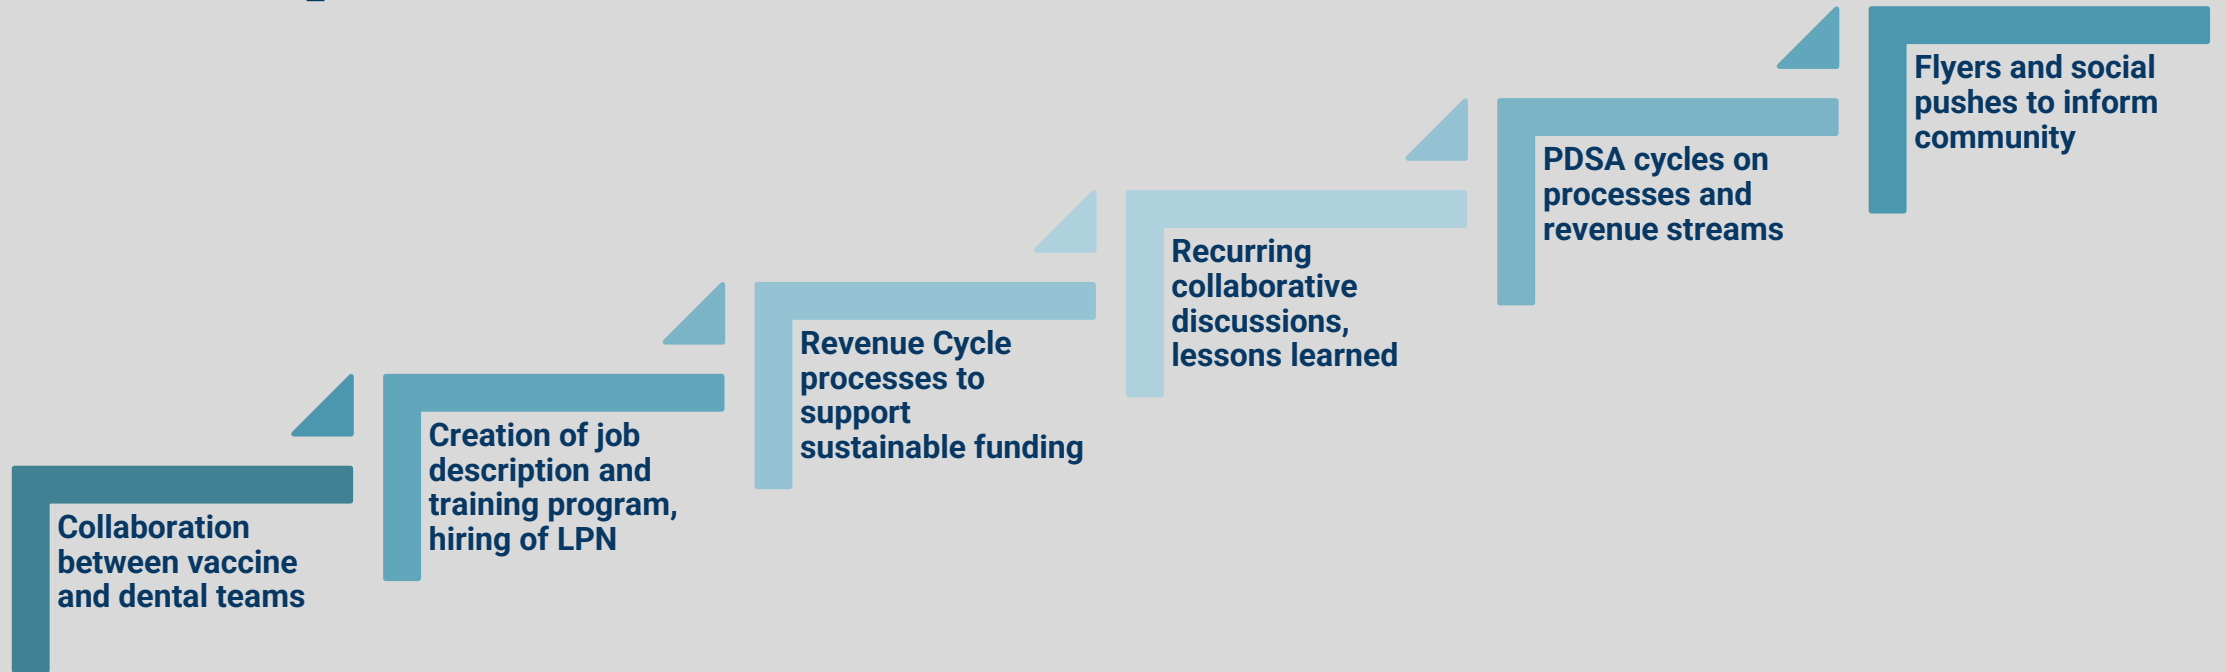 Collaboration
between vaccine
and dental teams
Creation of job
description and
training program,
hiring of LPN
Revenue Cycle
processes to
support
sustainable funding
Recurring
collaborative
discussions,
lessons learned
PDSA cycles on
processes and
revenue streams
Flyers and social
pushes to inform
community